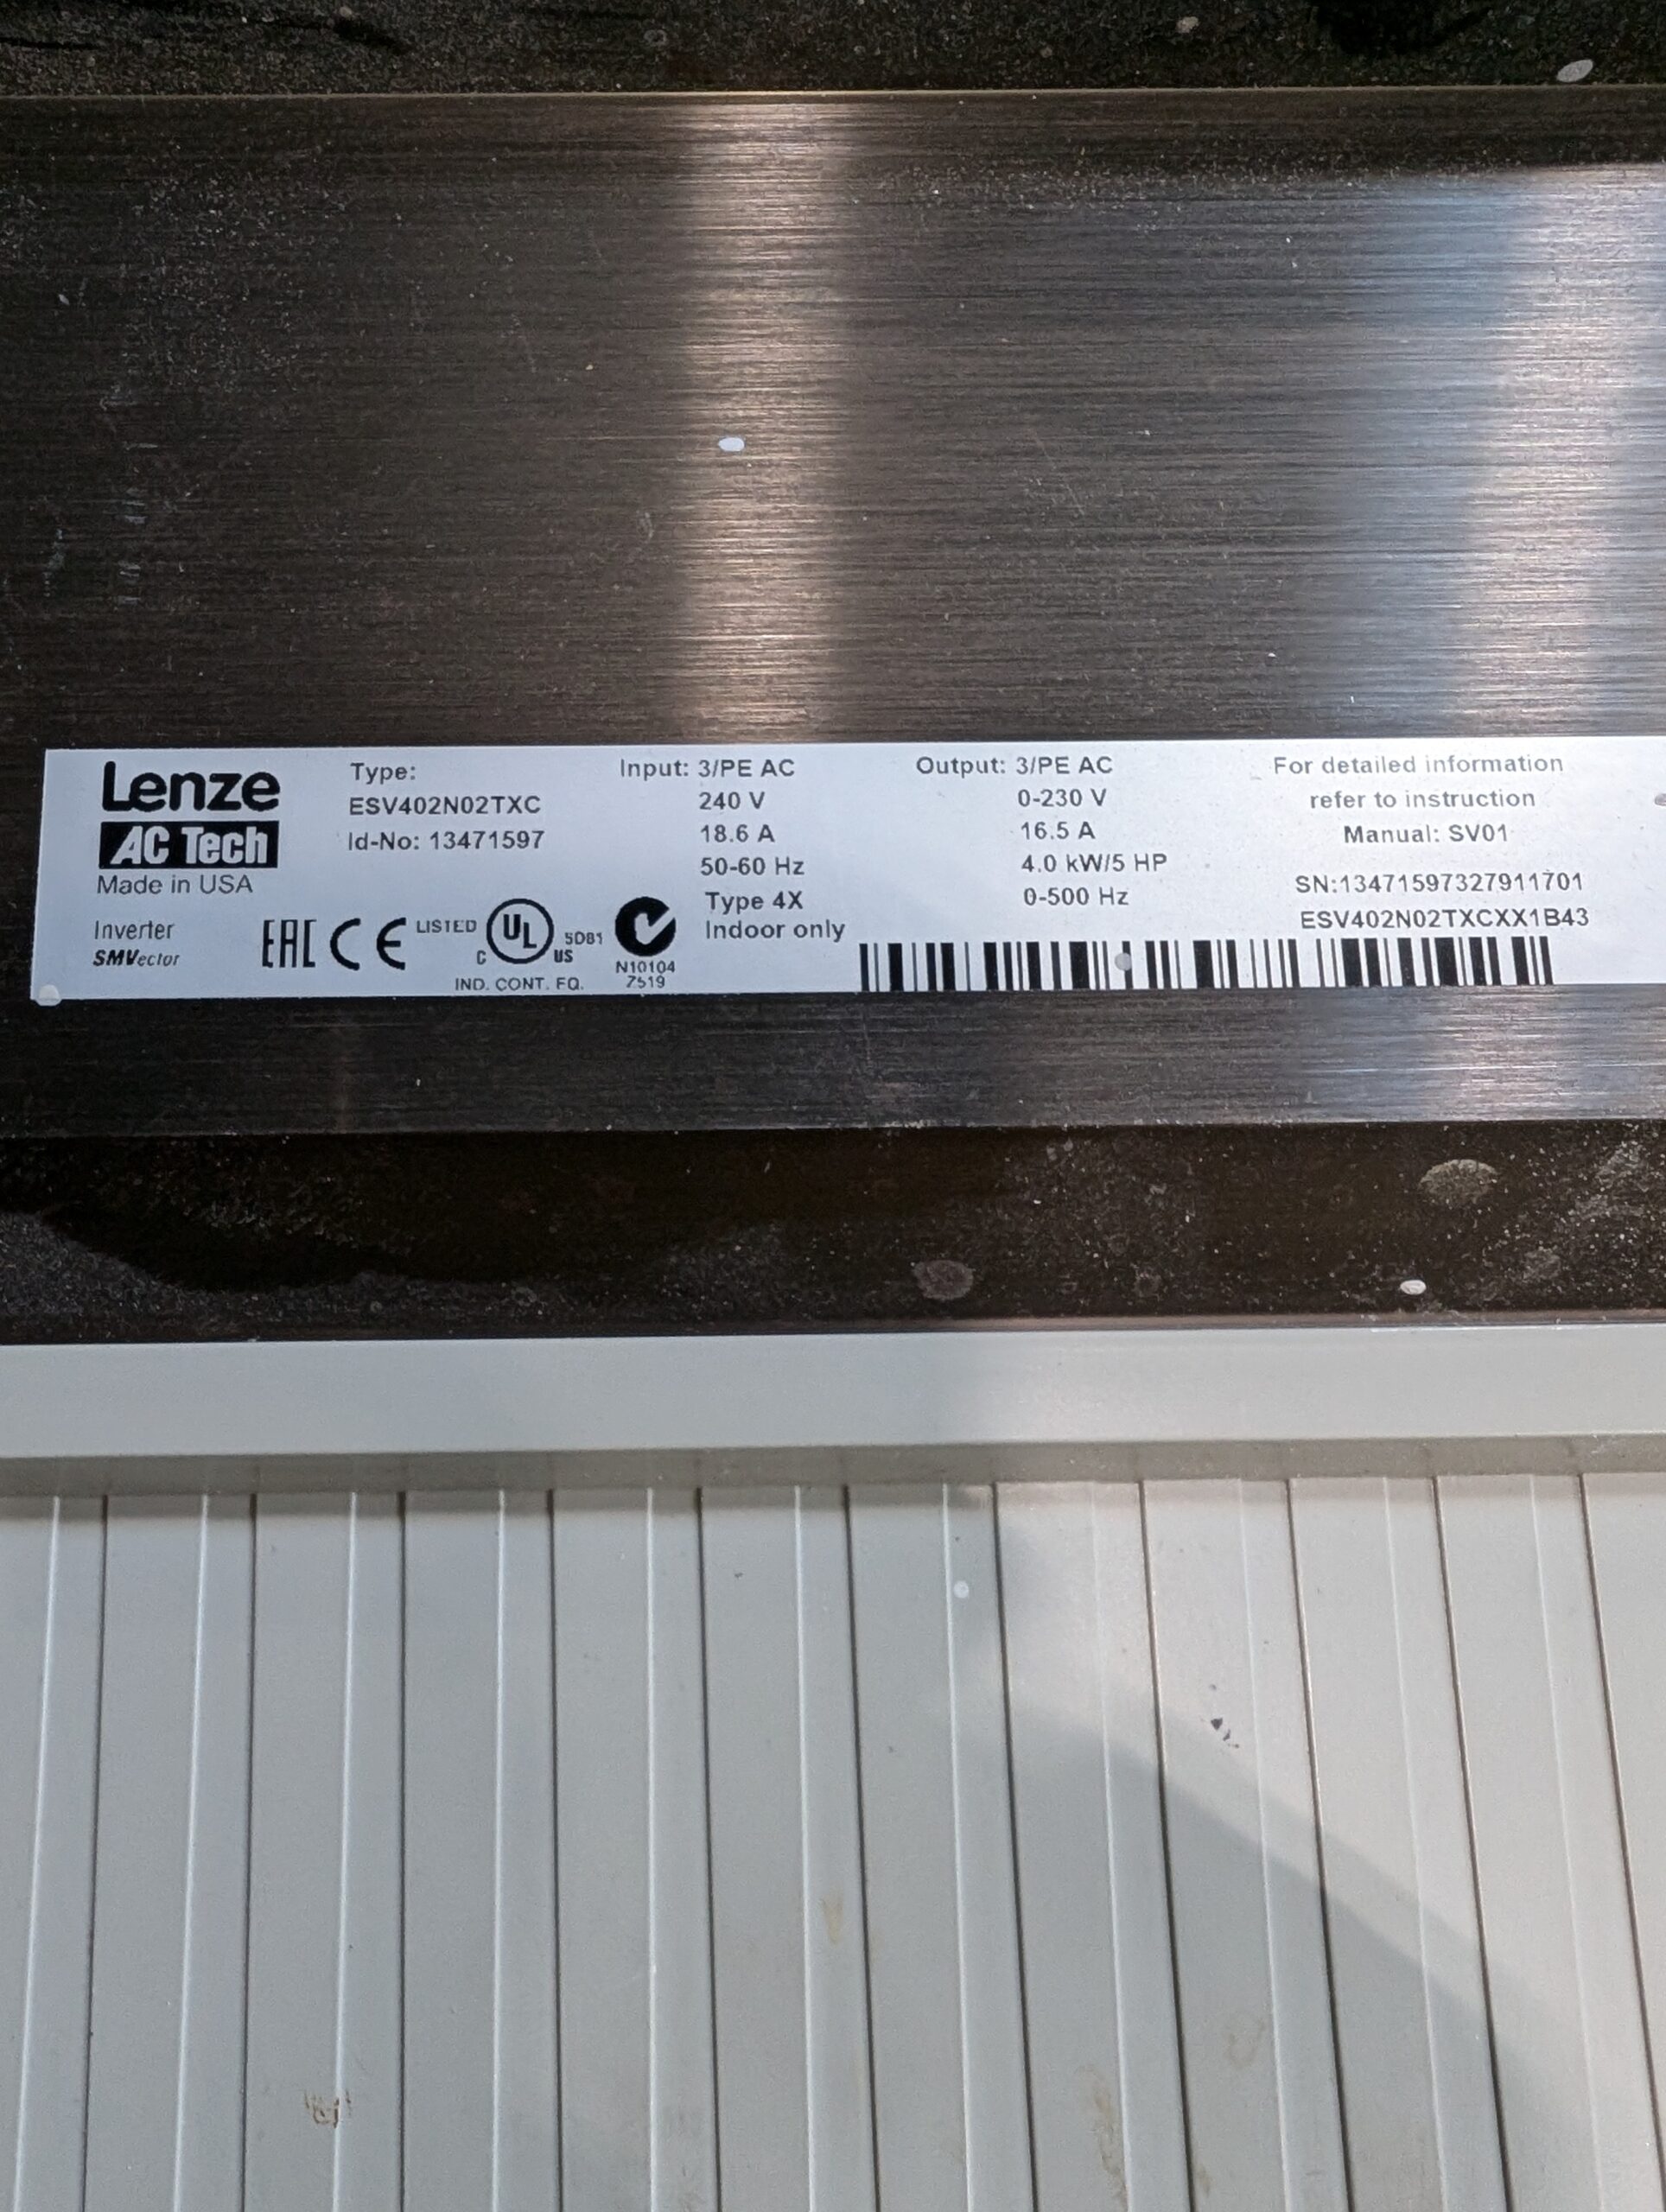 Lenze
AC Tech
Made in USA
Inverter
SMVector
Type:
ESV402N02TXC
Id-No: 13471597
EAC CE LISTED C UL US 5DB1
IND. CONT. EQ.
N10104
Z519
Input: 3/PE AC
240 V
18.6 A
50-60 Hz
Type 4X
Indoor only
Output: 3/PE AC
0-230 V
16.5 A
4.0 kW/5 HP
0-500 Hz
For detailed information
refer to instruction
Manual: SV01
SN:13471597327911701
ESV402N02TXCXX1B43